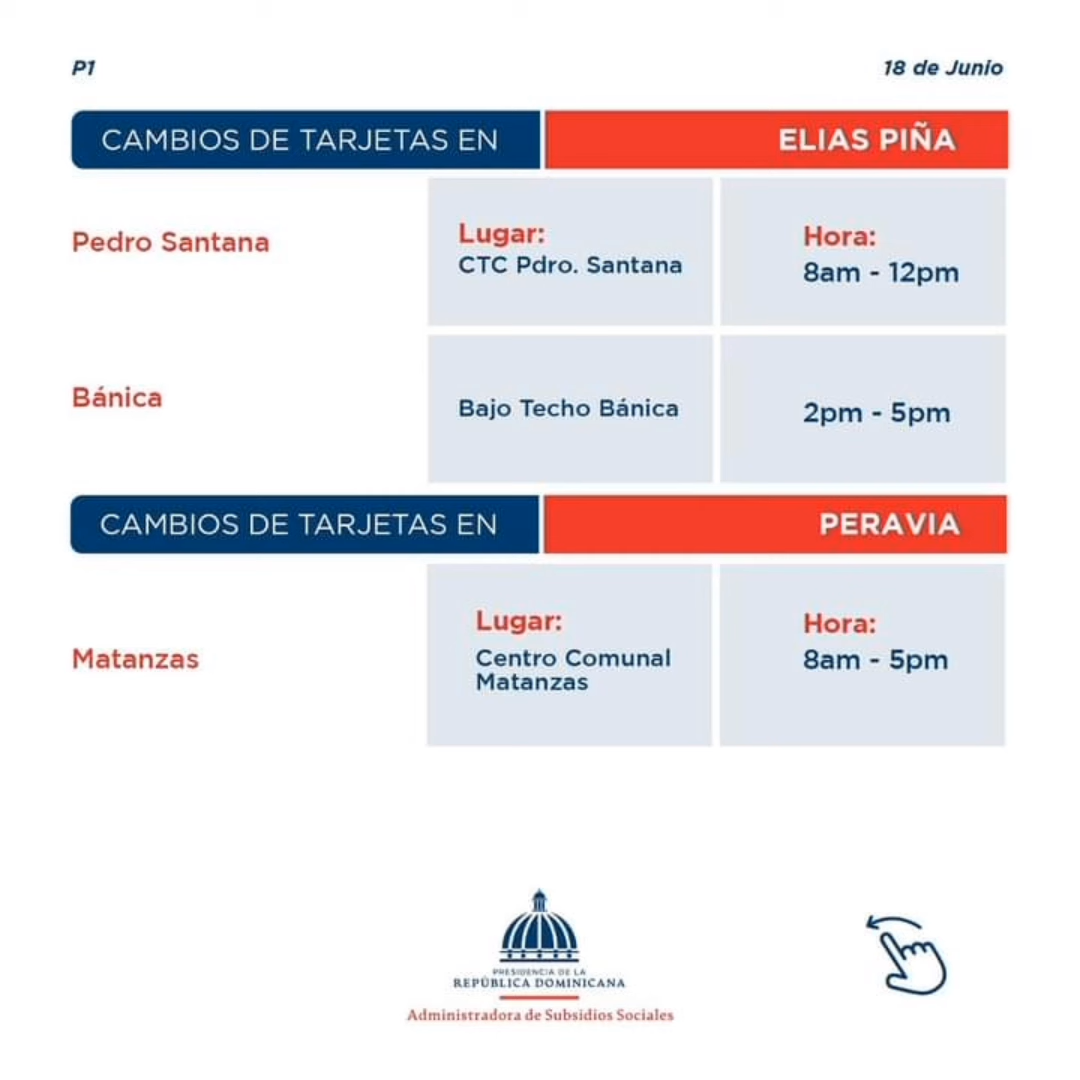 P1
18 de Junio
CAMBIOS DE TARJETAS EN
ELIAS PIÑA
Pedro Santana
Lugar:
CTC Pdro. Santana
Hora:
8am - 12pm
Bánica
Bajo Techo Bánica
2pm - 5pm
CAMBIOS DE TARJETAS EN
PERAVIA
Matanzas
Lugar:
Centro Comunal
Matanzas
Hora:
8am - 5pm
PRESIDENCIA DE LA
REPÚBLICA DOMINICANA
Administradora de Subsidios Sociales